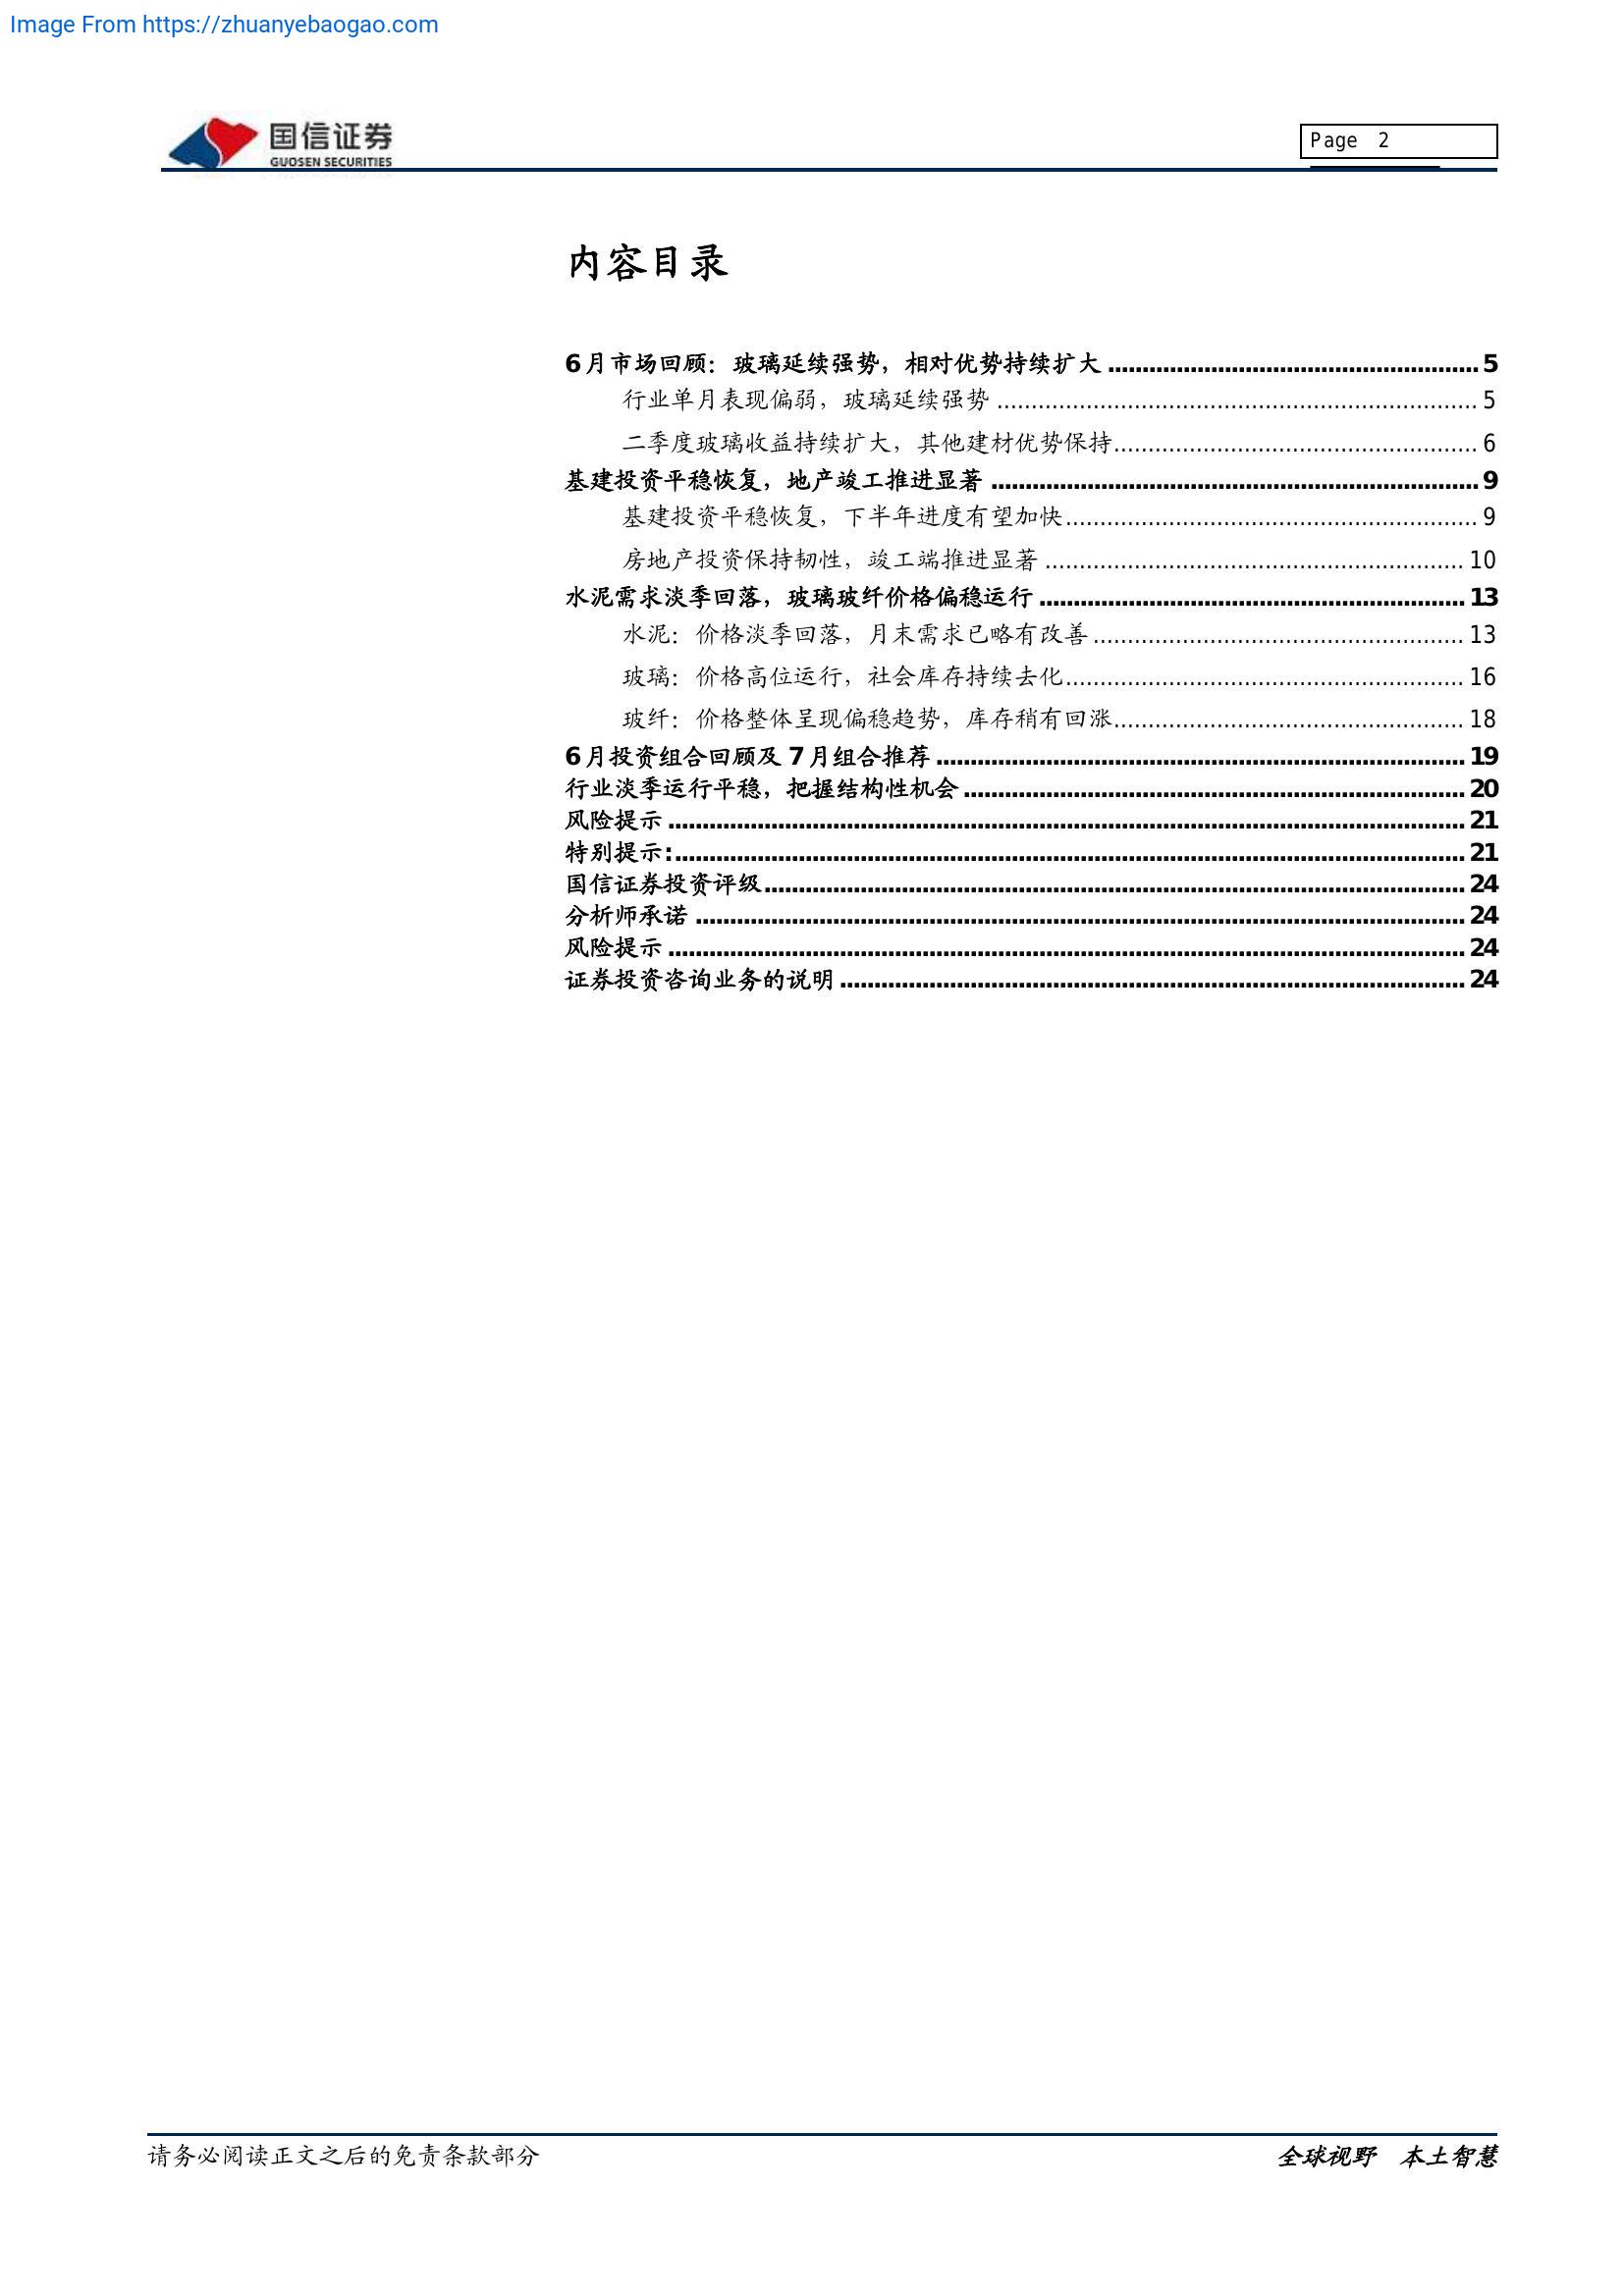 Image From https://zhuanyebaogao.com
国信证券
GUOSEN SECURITIES
Page 2
内容目录
6月市场回顾：玻璃延续强势，相对优势持续扩大 5
行业单月表现偏弱，玻璃延续强势 5
二季度玻璃收益持续扩大，其他建材优势保持 6
基建投资平稳恢复，地产竣工推进显著 9
基建投资平稳恢复，下半年进度有望加快 9
房地产投资保持韧性，竣工端推进显著 10
水泥需求淡季回落，玻璃玻纤价格偏稳运行 13
水泥：价格淡季回落，月末需求已略有改善 13
玻璃：价格高位运行，社会库存持续去化 16
玻纤：价格整体呈现偏稳趋势，库存稍有回涨 18
6月投资组合回顾及 7月组合推荐 19
行业淡季运行平稳，把握结构性机会 20
风险提示 21
特别提示: 21
国信证券投资评级 24
分析师承诺 24
风险提示 24
证券投资咨询业务的说明 24
请务必阅读正文之后的免责条款部分
全球视野 本土智慧